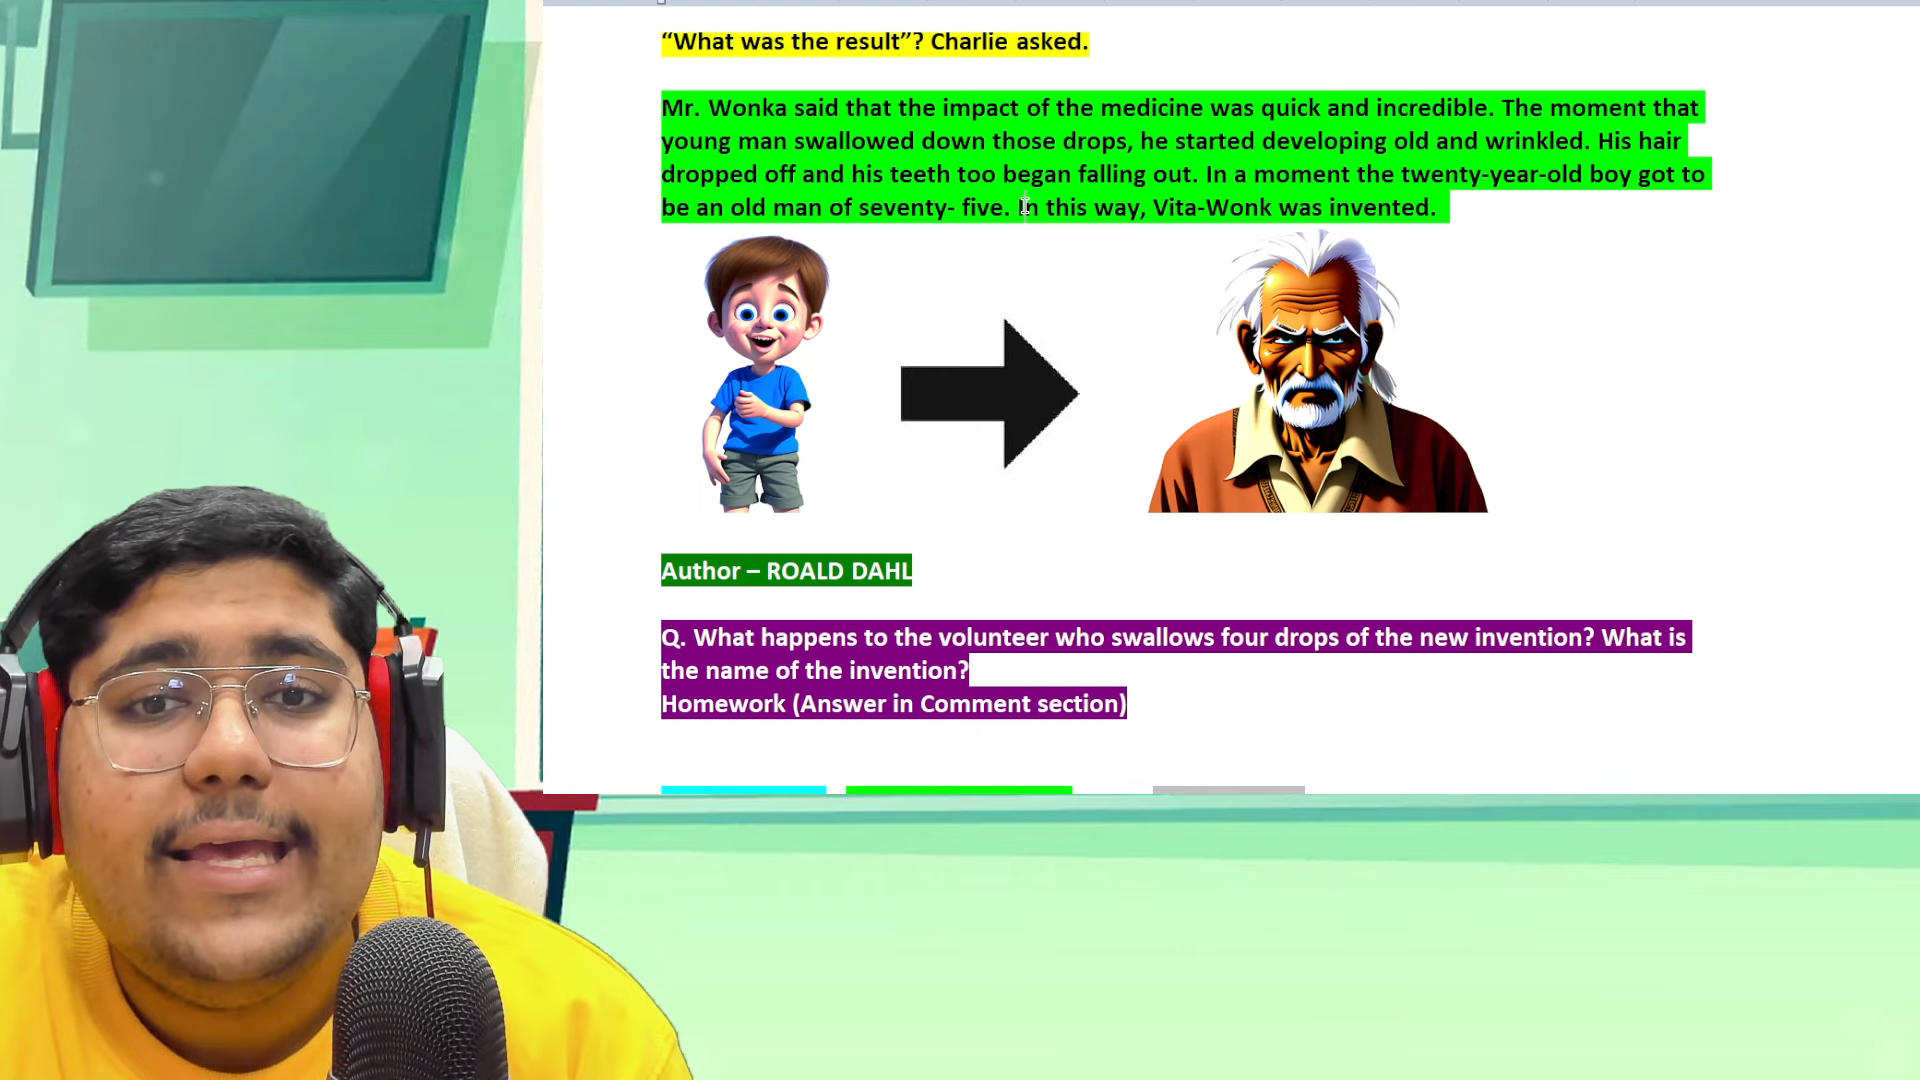 “What was the result”? Charlie asked.
Mr. Wonka said that the impact of the medicine was quick and incredible. The moment that
young man swallowed down those drops, he started developing old and wrinkled. His hair
dropped off and his teeth too began falling out. In a moment the twenty-year-old boy got to
be an old man of seventy- five. In this way, Vita-Wonk was invented.
Author – ROALD DAHL
Q. What happens to the volunteer who swallows four drops of the new invention? What is
the name of the invention?
Homework (Answer in Comment section)